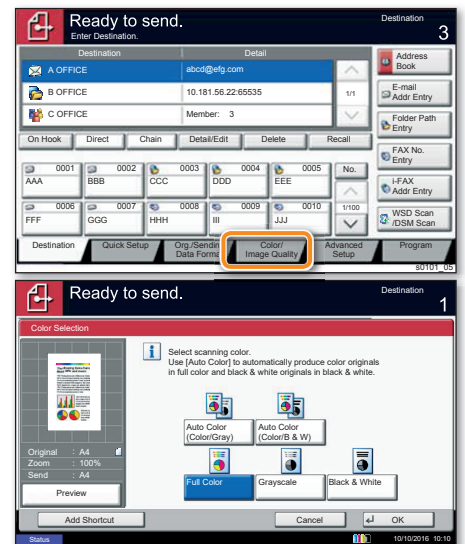 Ready to send.
Enter Destination.
Destination
3
Destination Detail
A OFFICE abcd@efg.com
B OFFICE 10.181.56.22:65535
C OFFICE Member: 3
1/1
Address
Book
E-mail
Addr Entry
Folder Path
Entry
FAX No.
Entry
i-FAX
Addr Entry
WSD Scan
/DSM Scan
On Hook Direct Chain Detail/Edit Delete Recall
0001 0002 0003 0004 0005 No.
AAA BBB CCC DDD EEE
0006 0007 0008 0009 0010 1/100
FFF GGG HHH III JJJ
Destination Quick Setup Org./Sending
Data Format Color/
Image Quality Advanced
Setup Program
s0101_05
Ready to send.
Destination
1
Color Selection
Select scanning color.
Use [Auto Color] to automatically produce color originals
in full color and black & white originals in black & white.
Auto Color
(Color/Gray)
Auto Color
(Color/B & W)
Full Color Grayscale Black & White
Original : A4
Zoom : 100%
Send : A4
Preview
Add Shortcut Cancel OK
Status 10/10/2016 10:10